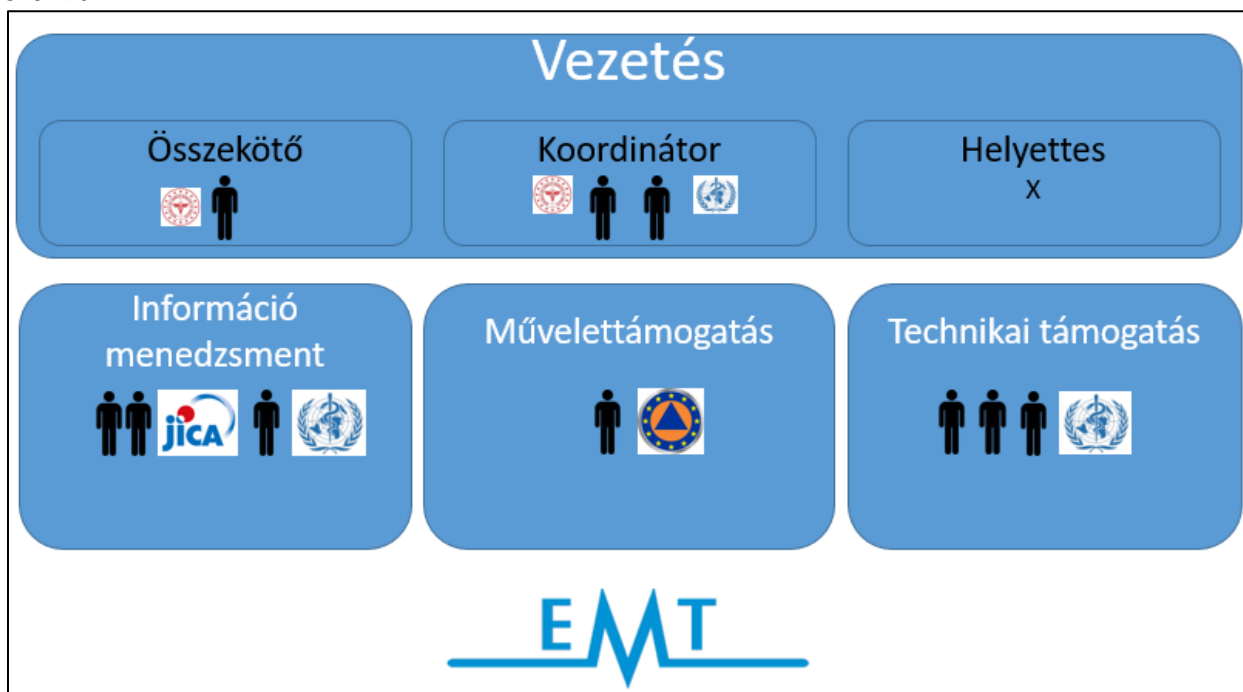 Vezetés
Összekötő
Koordinátor
Helyettes
X
Információ
menedzsment
Művelettámogatás
Technikai támogatás
jica
EMT